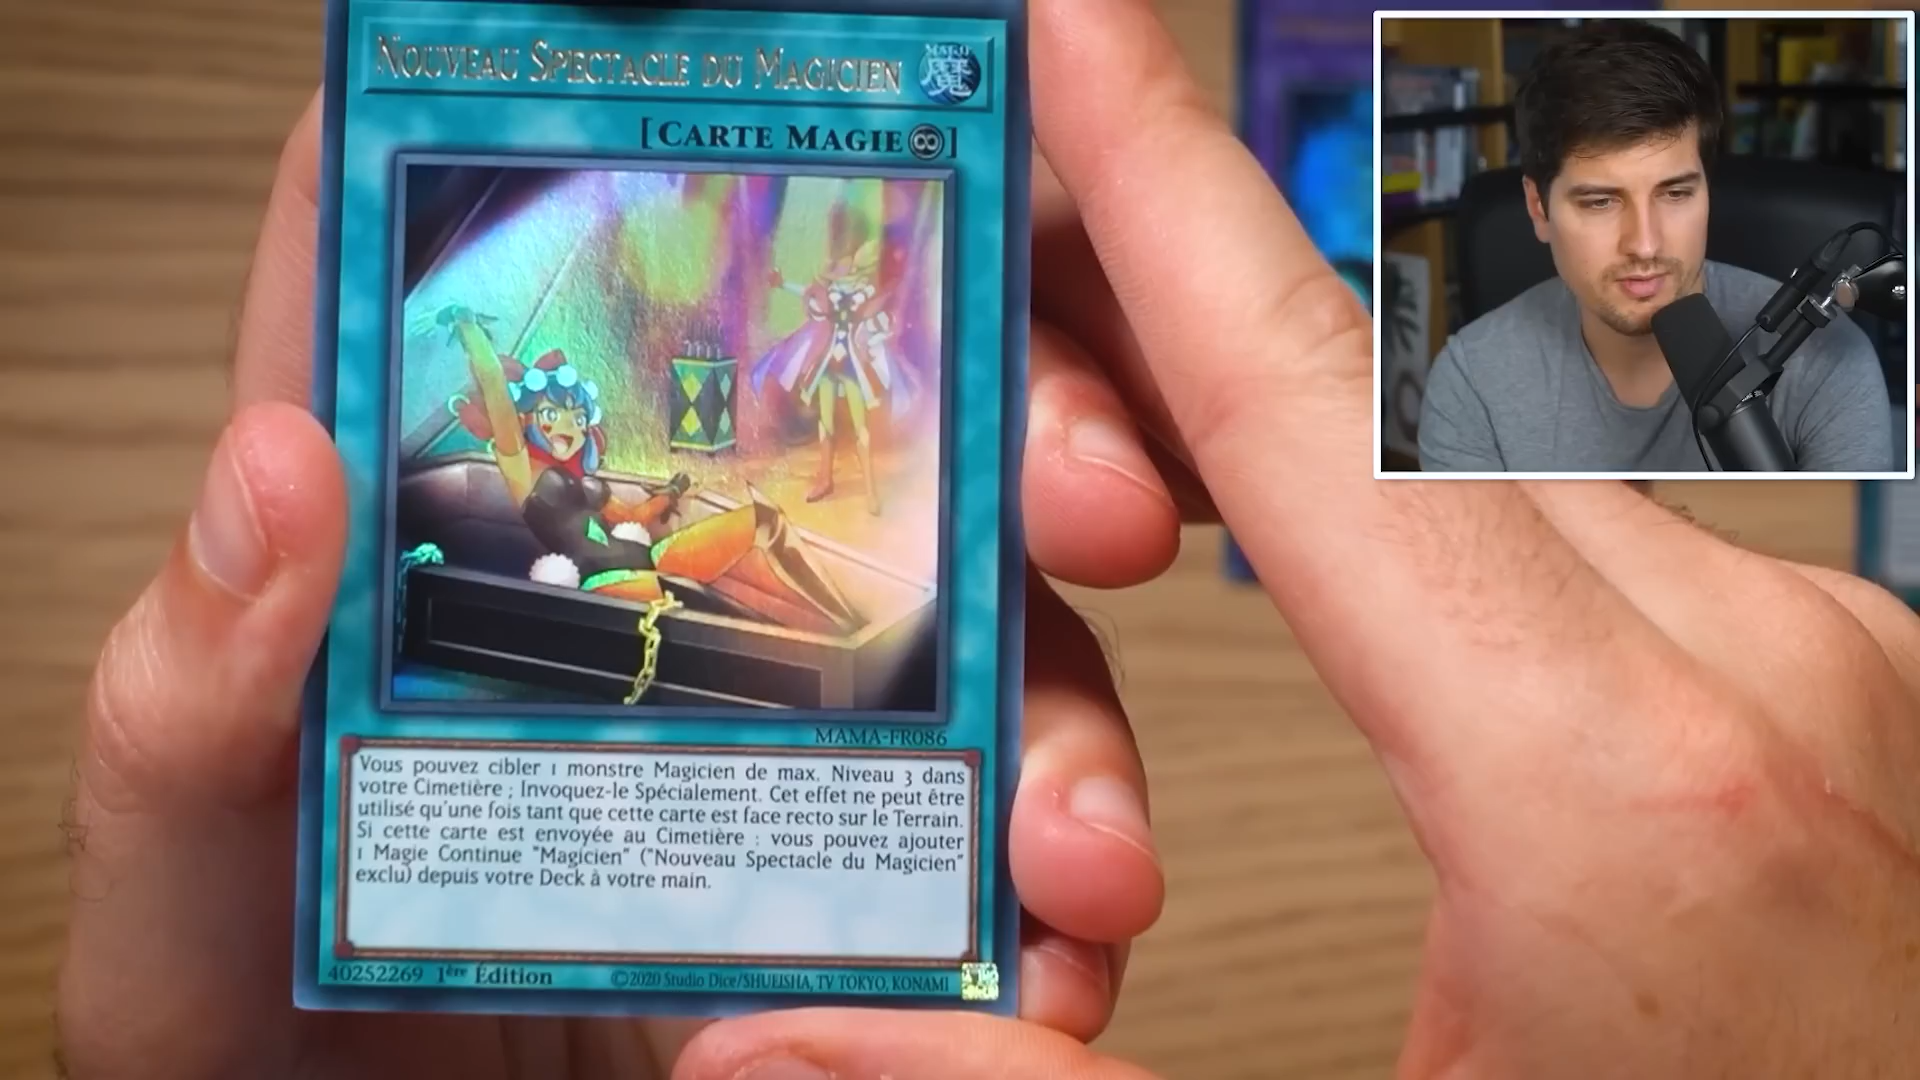 Nouveau Spectacle du Magicien
MAGIE
魔
[Carte Magie∞]
MAMA-FR086
Vous pouvez cibler 1 monstre Magicien de max. Niveau 3 dans
votre Cimetière ; Invoquez-le Spécialement. Cet effet ne peut être
utilisé qu'une fois tant que cette carte est face recto sur le Terrain.
Si cette carte est envoyée au Cimetière : vous pouvez ajouter
1 Magie Continue "Magicien" ("Nouveau Spectacle du Magicien"
exclu) depuis votre Deck à votre main.
40252269 1ère Édition ©2020 Studio Dice/SHUEISHA, TV TOKYO, KONAMI